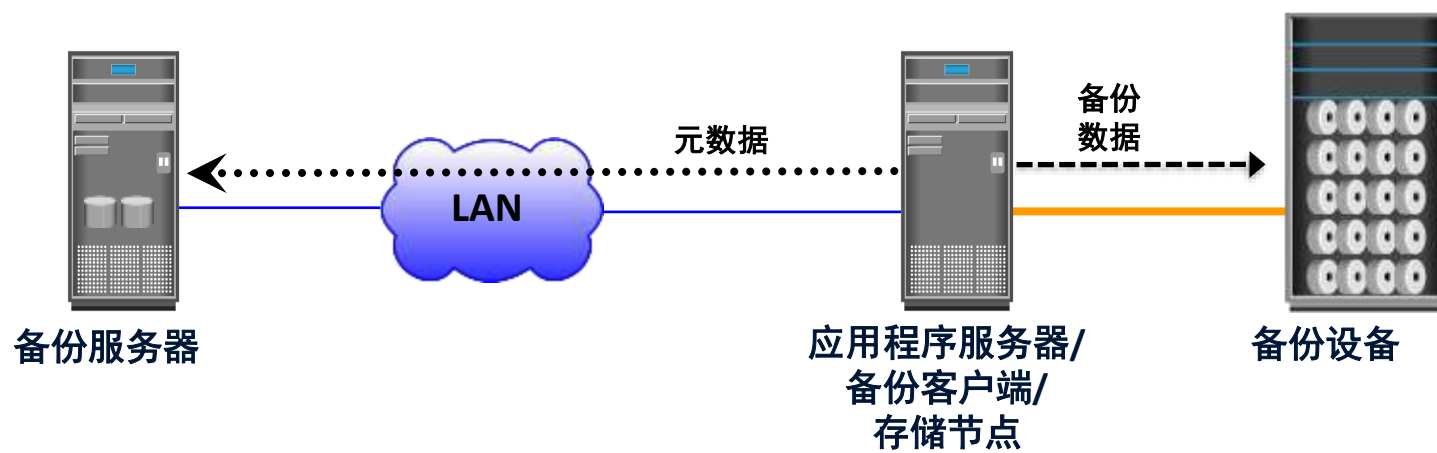 备份
数据
元数据
LAN
备份服务器
应用程序服务器/
备份客户端/
存储节点
备份设备